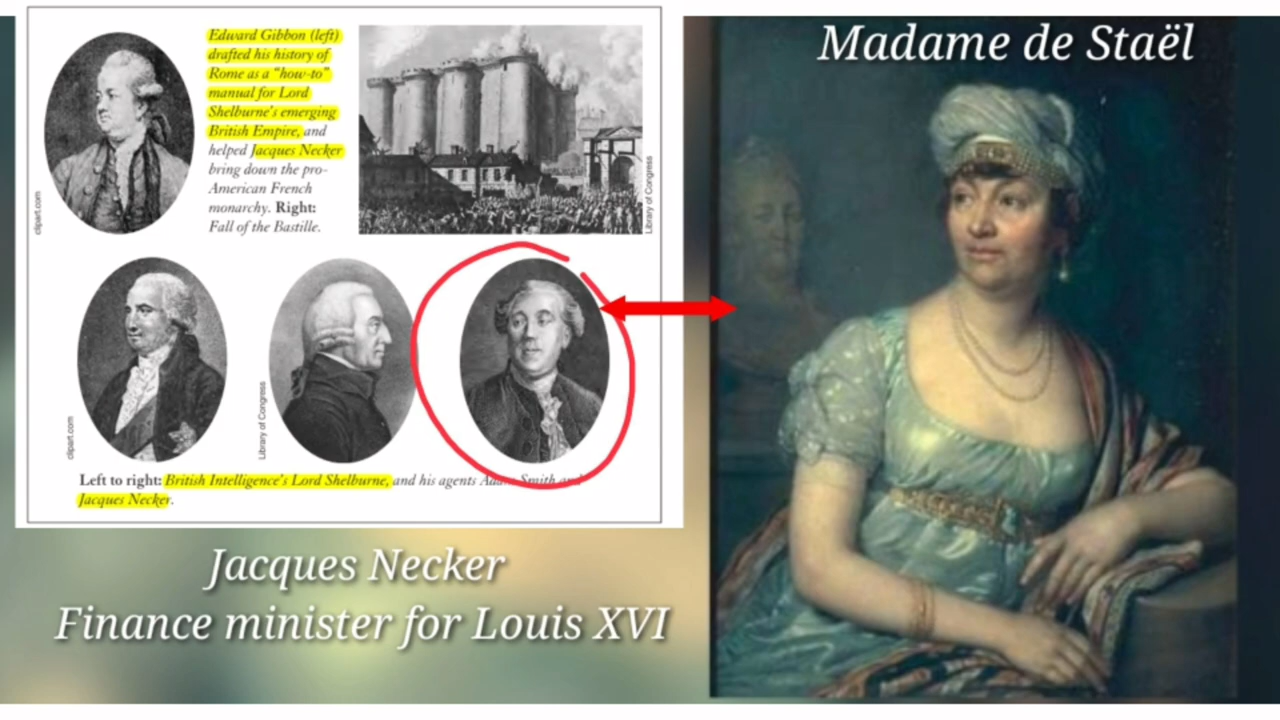 Edward Gibbon (left)
drafted his history of
Rome as a "how-to"
manual for Lord
Shelburne's emerging
British Empire, and
helped Jacques Necker
bring down the pro-
American French
monarchy. Right:
Fall of the Bastille.
clipart.com
Library of Congress
clipart.com
Library of Congress
Left to right: British Intelligence's Lord Shelburne, and his agents Adam Smith and
Jacques Necker.
Jacques Necker
Finance minister for Louis XVI
Madame de Staël